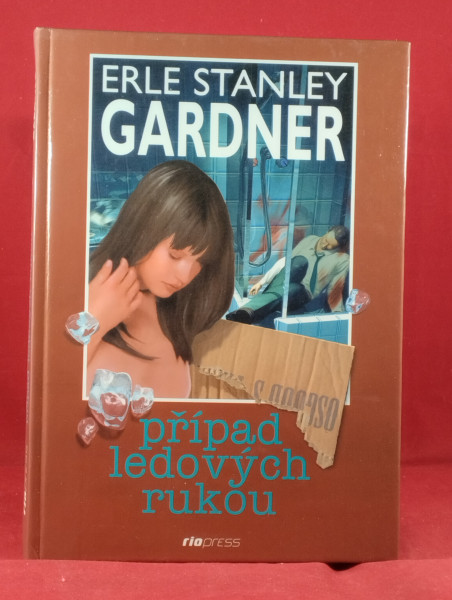 ERLE STANLEY
GARDNER
případ
ledových
rukou
riopress